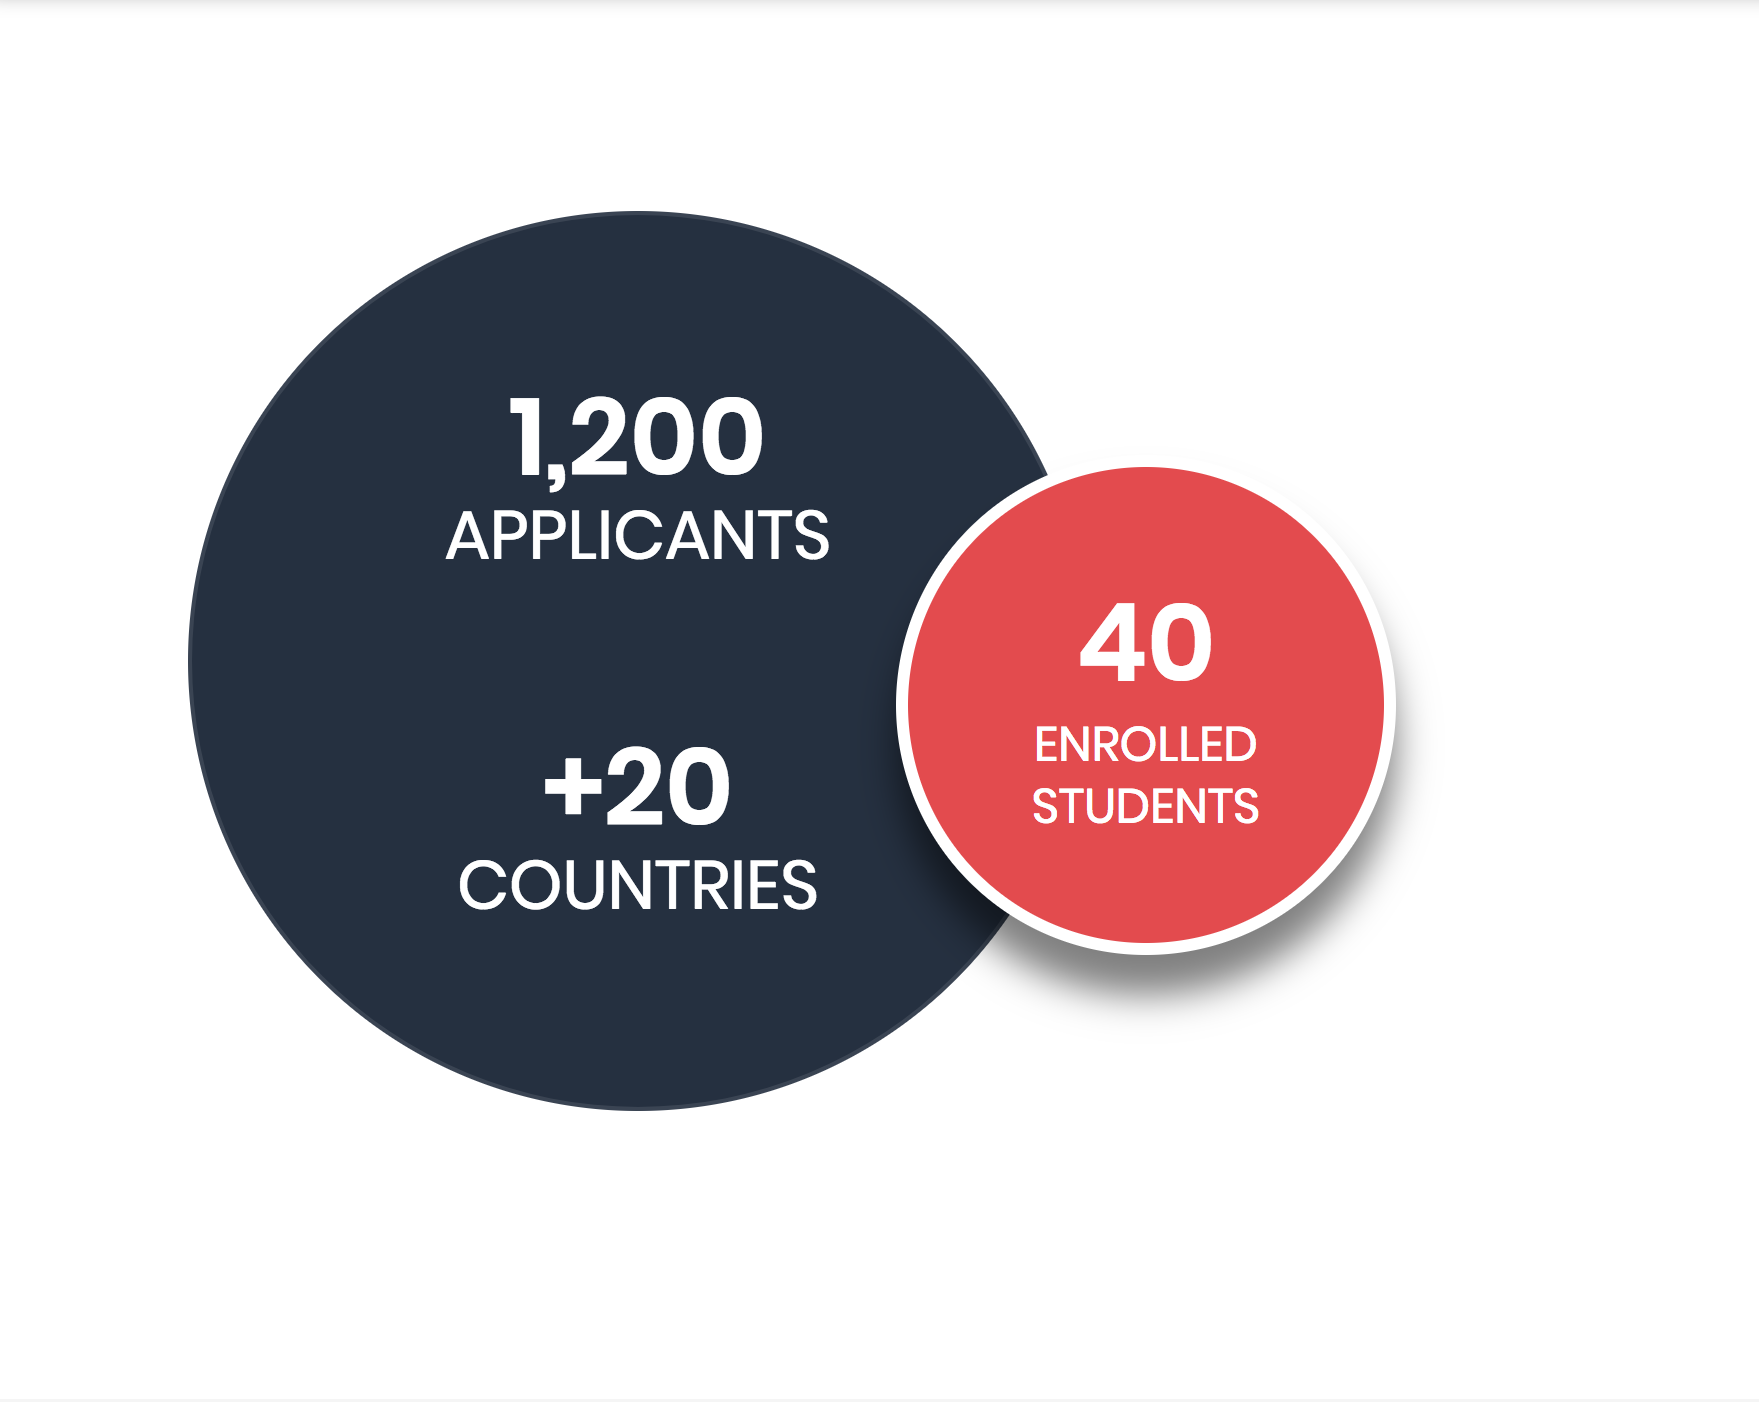 1,200
APPLICANTS
+20
COUNTRIES
40
ENROLLED
STUDENTS